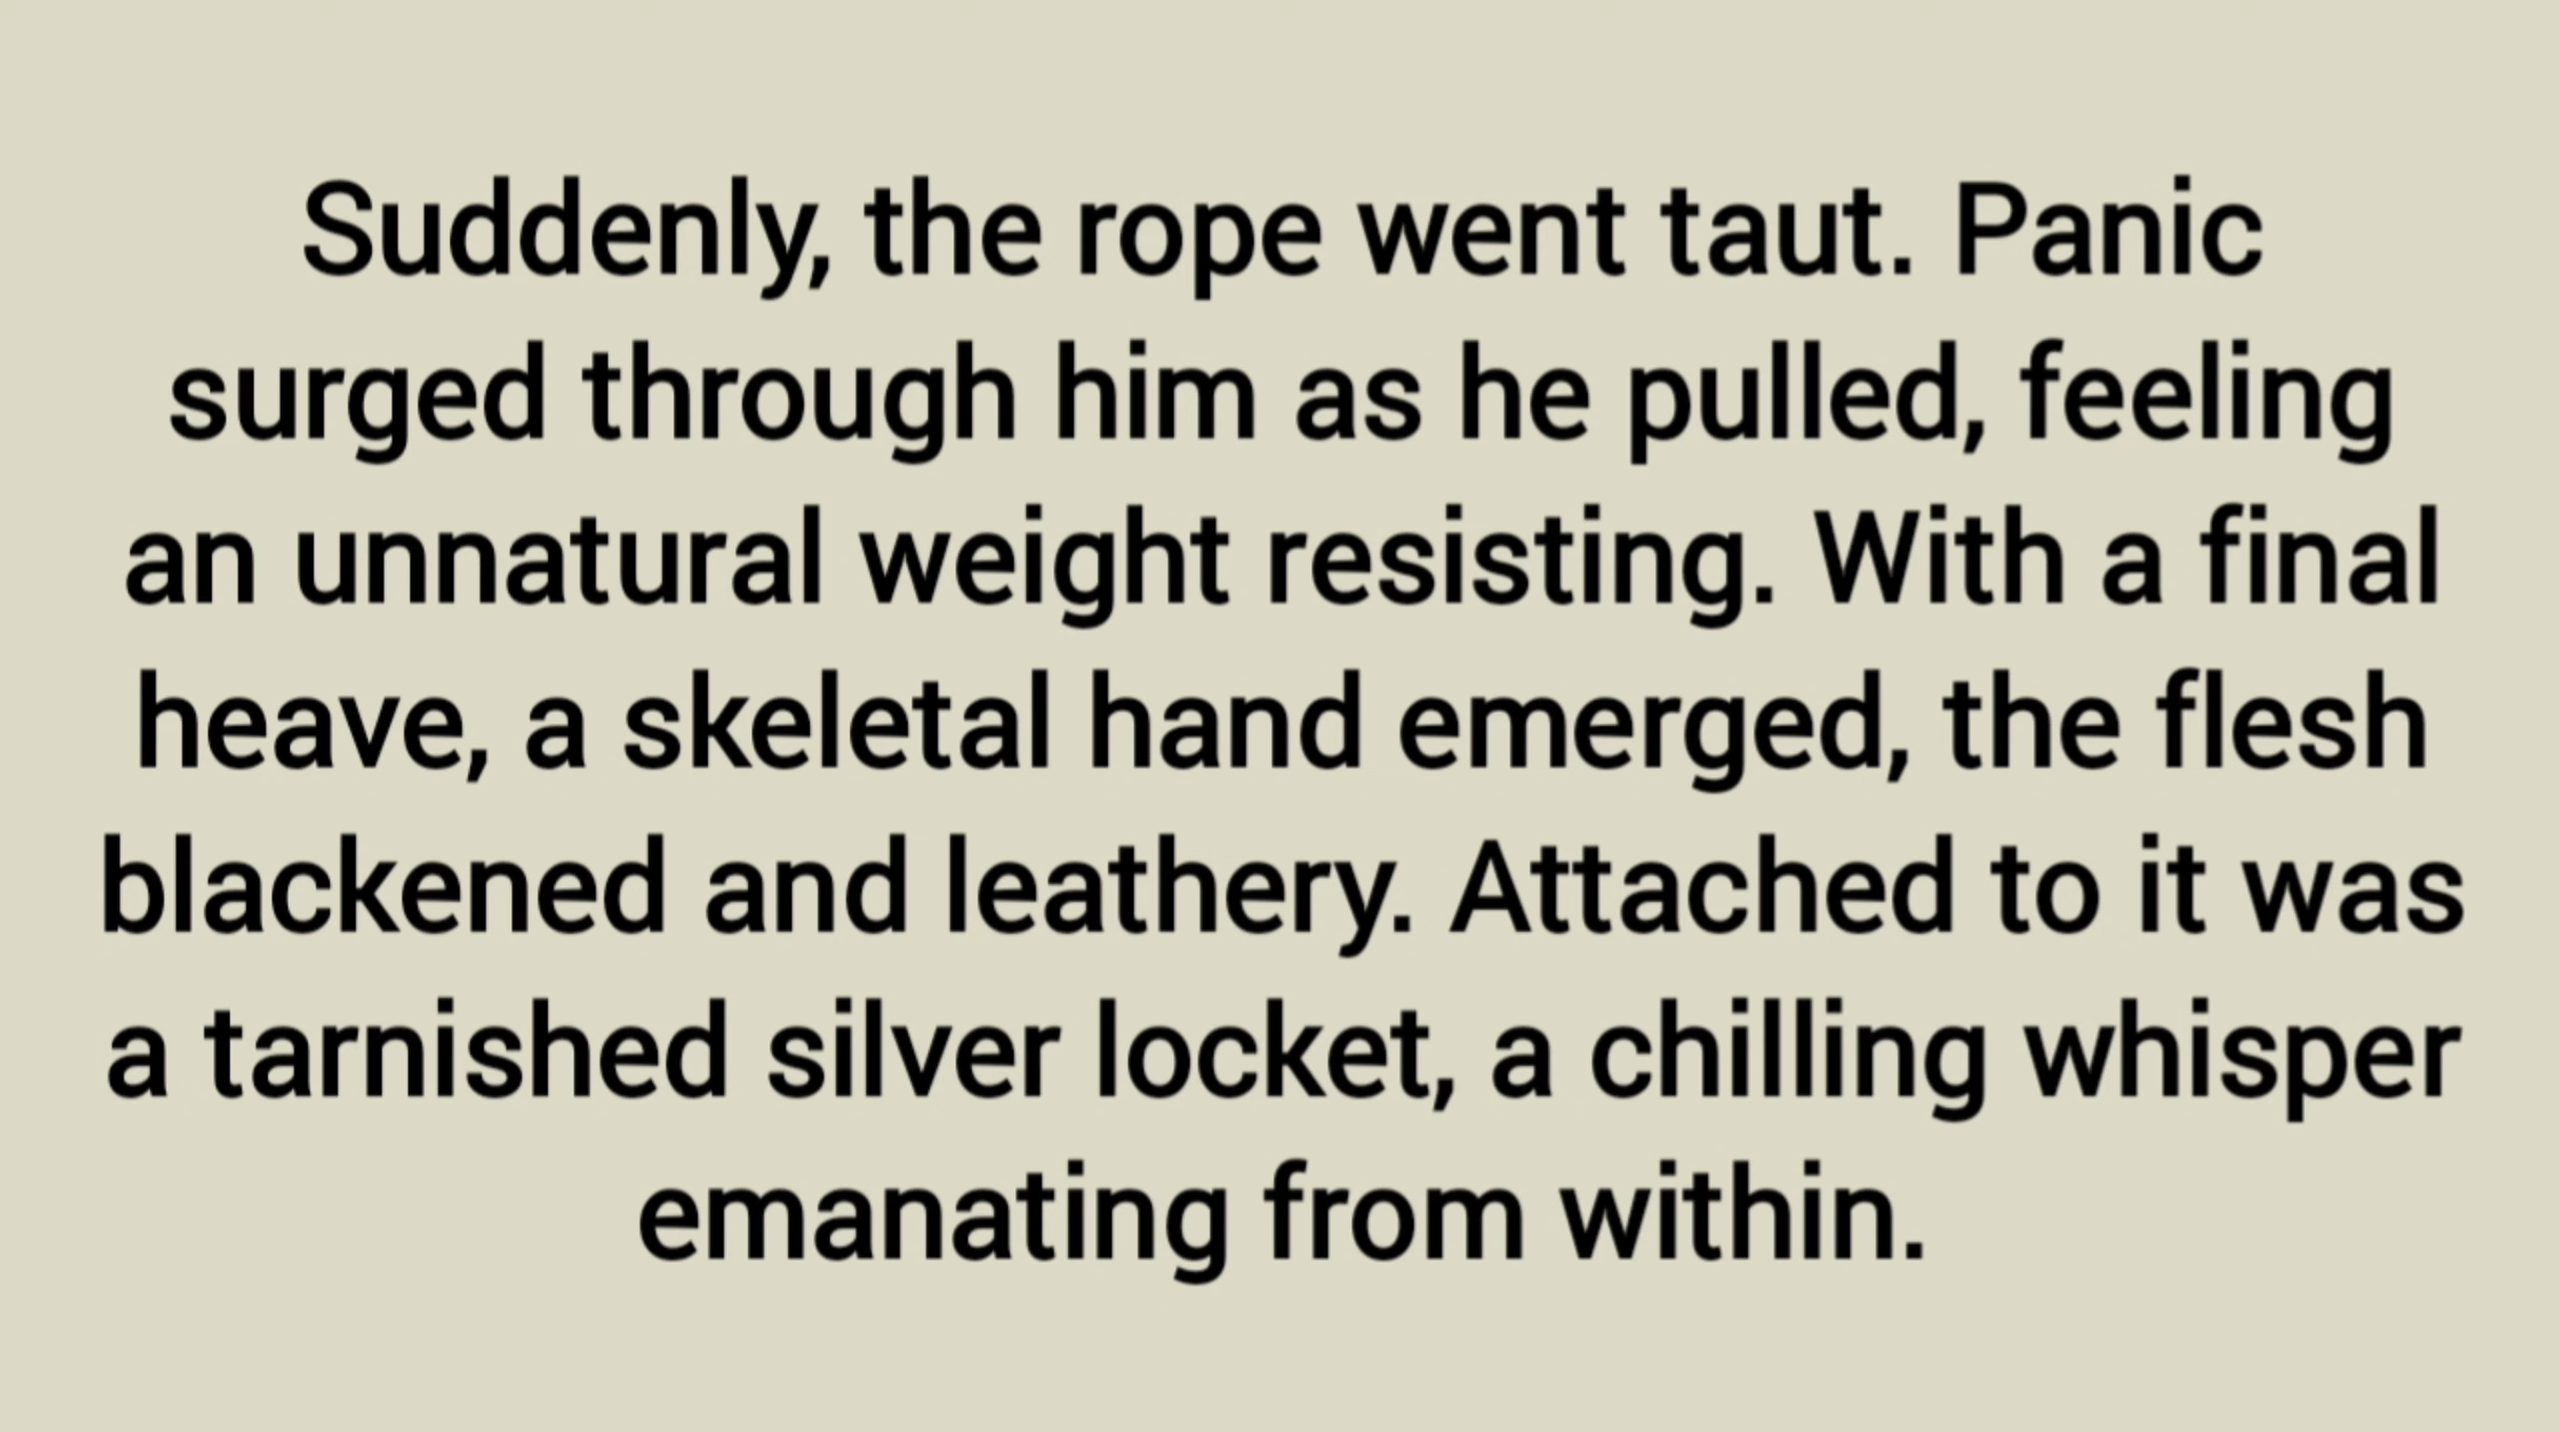 Suddenly, the rope went taut. Panic
surged through him as he pulled, feeling
an unnatural weight resisting. With a final
heave, a skeletal hand emerged, the flesh
blackened and leathery. Attached to it was
a tarnished silver locket, a chilling whisper
emanating from within.